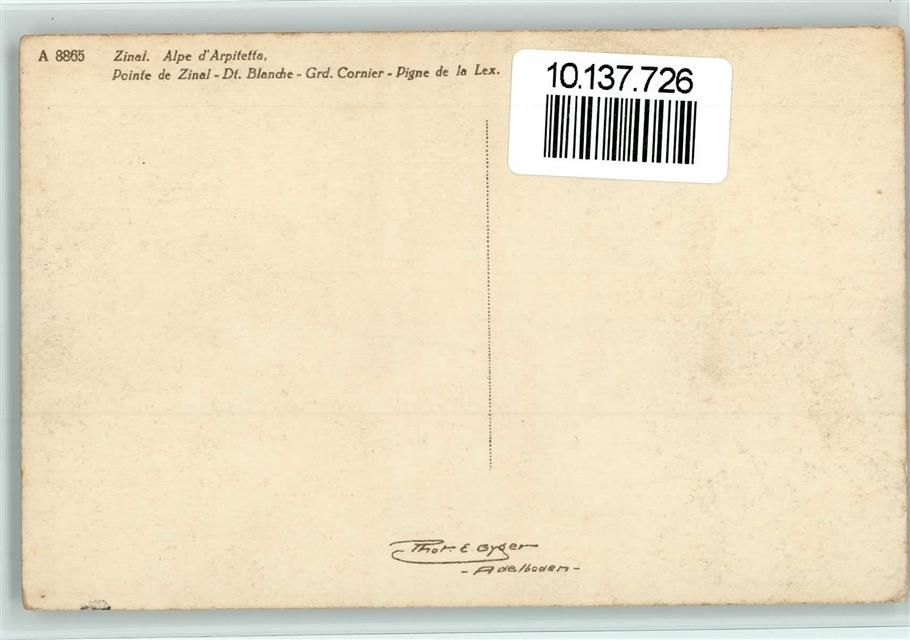 A 8865 Zinal. Alpe d'Arpitetta,
Pointe de Zinal - Dt. Blanche - Grd. Cornier - Pigne de la Lex.
10.137.726
Phot. E. Gyger
- Adelboden -